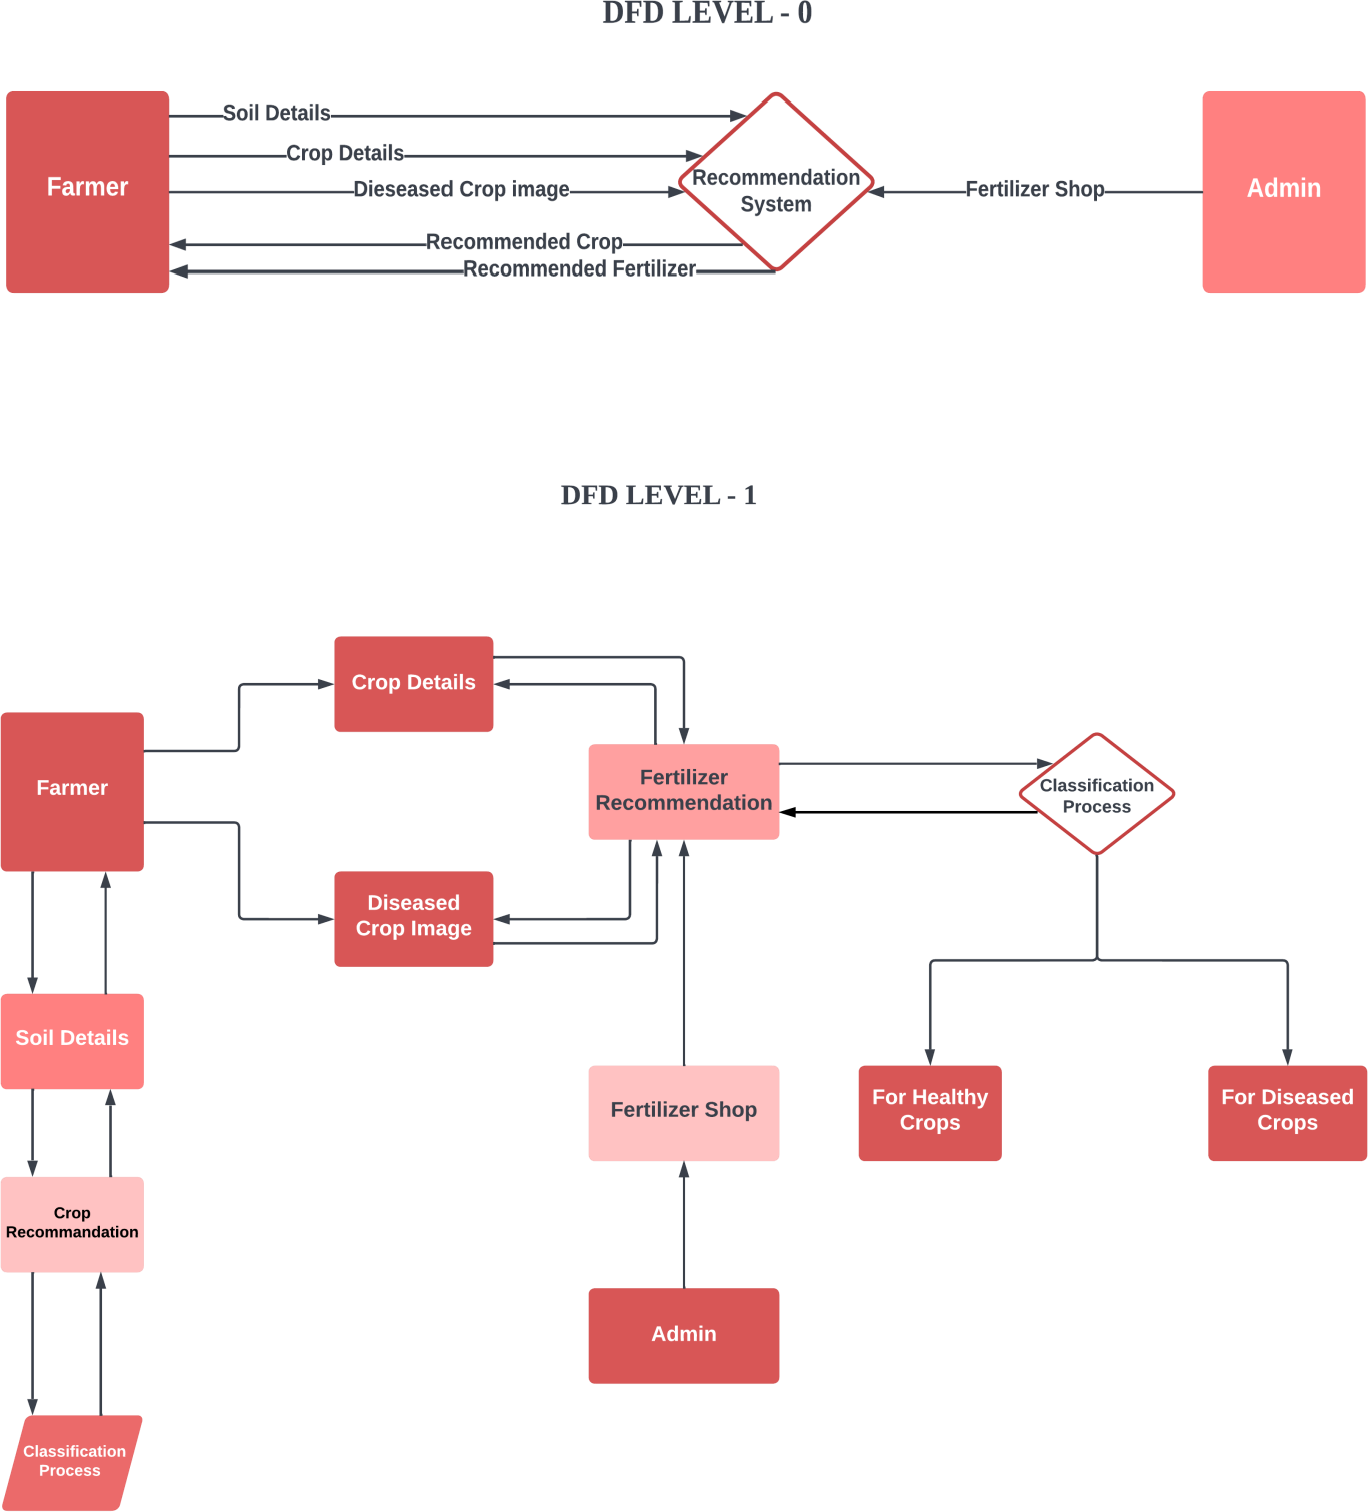 DFD LEVEL - 0
Soil Details
Crop Details
Farmer
Dieseased Crop image
Recommendation
System
Fertilizer Shop
Admin
Recommended Crop
Recommended Fertilizer
DFD LEVEL - 1
Crop Details
Farmer
Fertilizer
Recommendation
Classification
Process
Diseased
Crop Image
Soil Details
Fertilizer Shop
For Healthy
Crops
For Diseased
Crops
Crop
Recommandation
Admin
Classification
Process